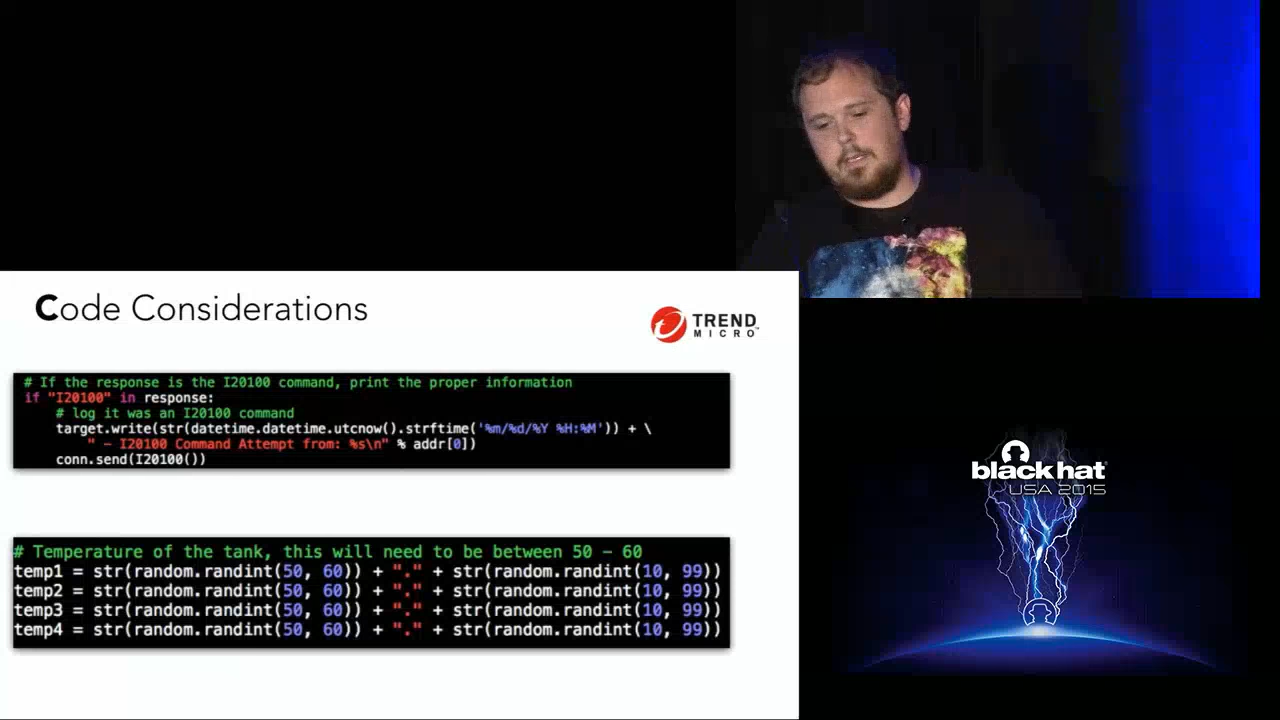 Code Considerations
TREND
MICRO™
# If the response is the I20100 command, print the proper information
if "I20100" in response:
# log it was an I20100 command
target.write(str(datetime.datetime.utcnow().strftime('%m/%d/%Y %H:%M')) + \
" - I20100 Command Attempt from: %s\n" % addr[0])
conn.send(I20100())
# Temperature of the tank, this will need to be between 50 - 60
temp1 = str(random.randint(50, 60)) + "." + str(random.randint(10, 99))
temp2 = str(random.randint(50, 60)) + "." + str(random.randint(10, 99))
temp3 = str(random.randint(50, 60)) + "." + str(random.randint(10, 99))
temp4 = str(random.randint(50, 60)) + "." + str(random.randint(10, 99))
black hat
USA 2015